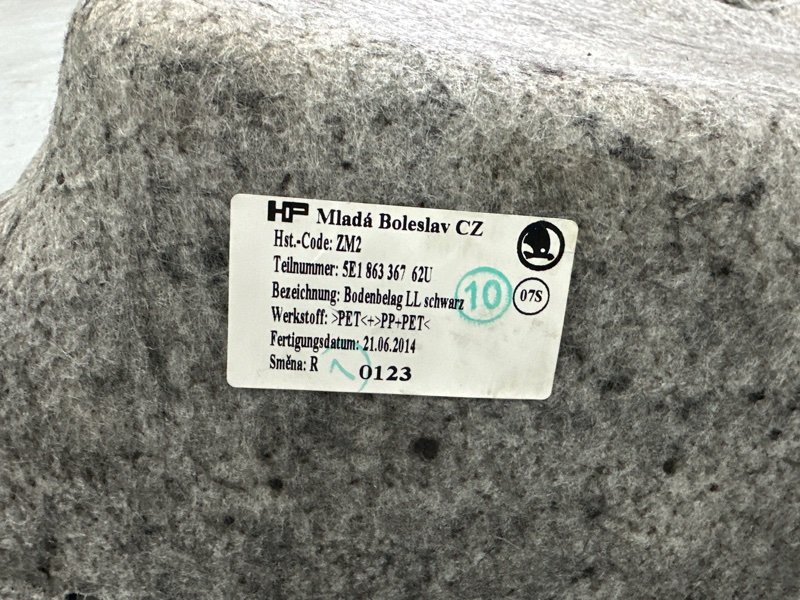 HP Mladá Boleslav CZ
Hst.-Code: ZM2
Teilnummer: 5E1 863 367 62U
Bezeichnung: Bodenbelag LL schwarz
10
07S
Werkstoff: >PET<+>PP+PET<
Fertigungsdatum: 21.06.2014
Směna: R
0123